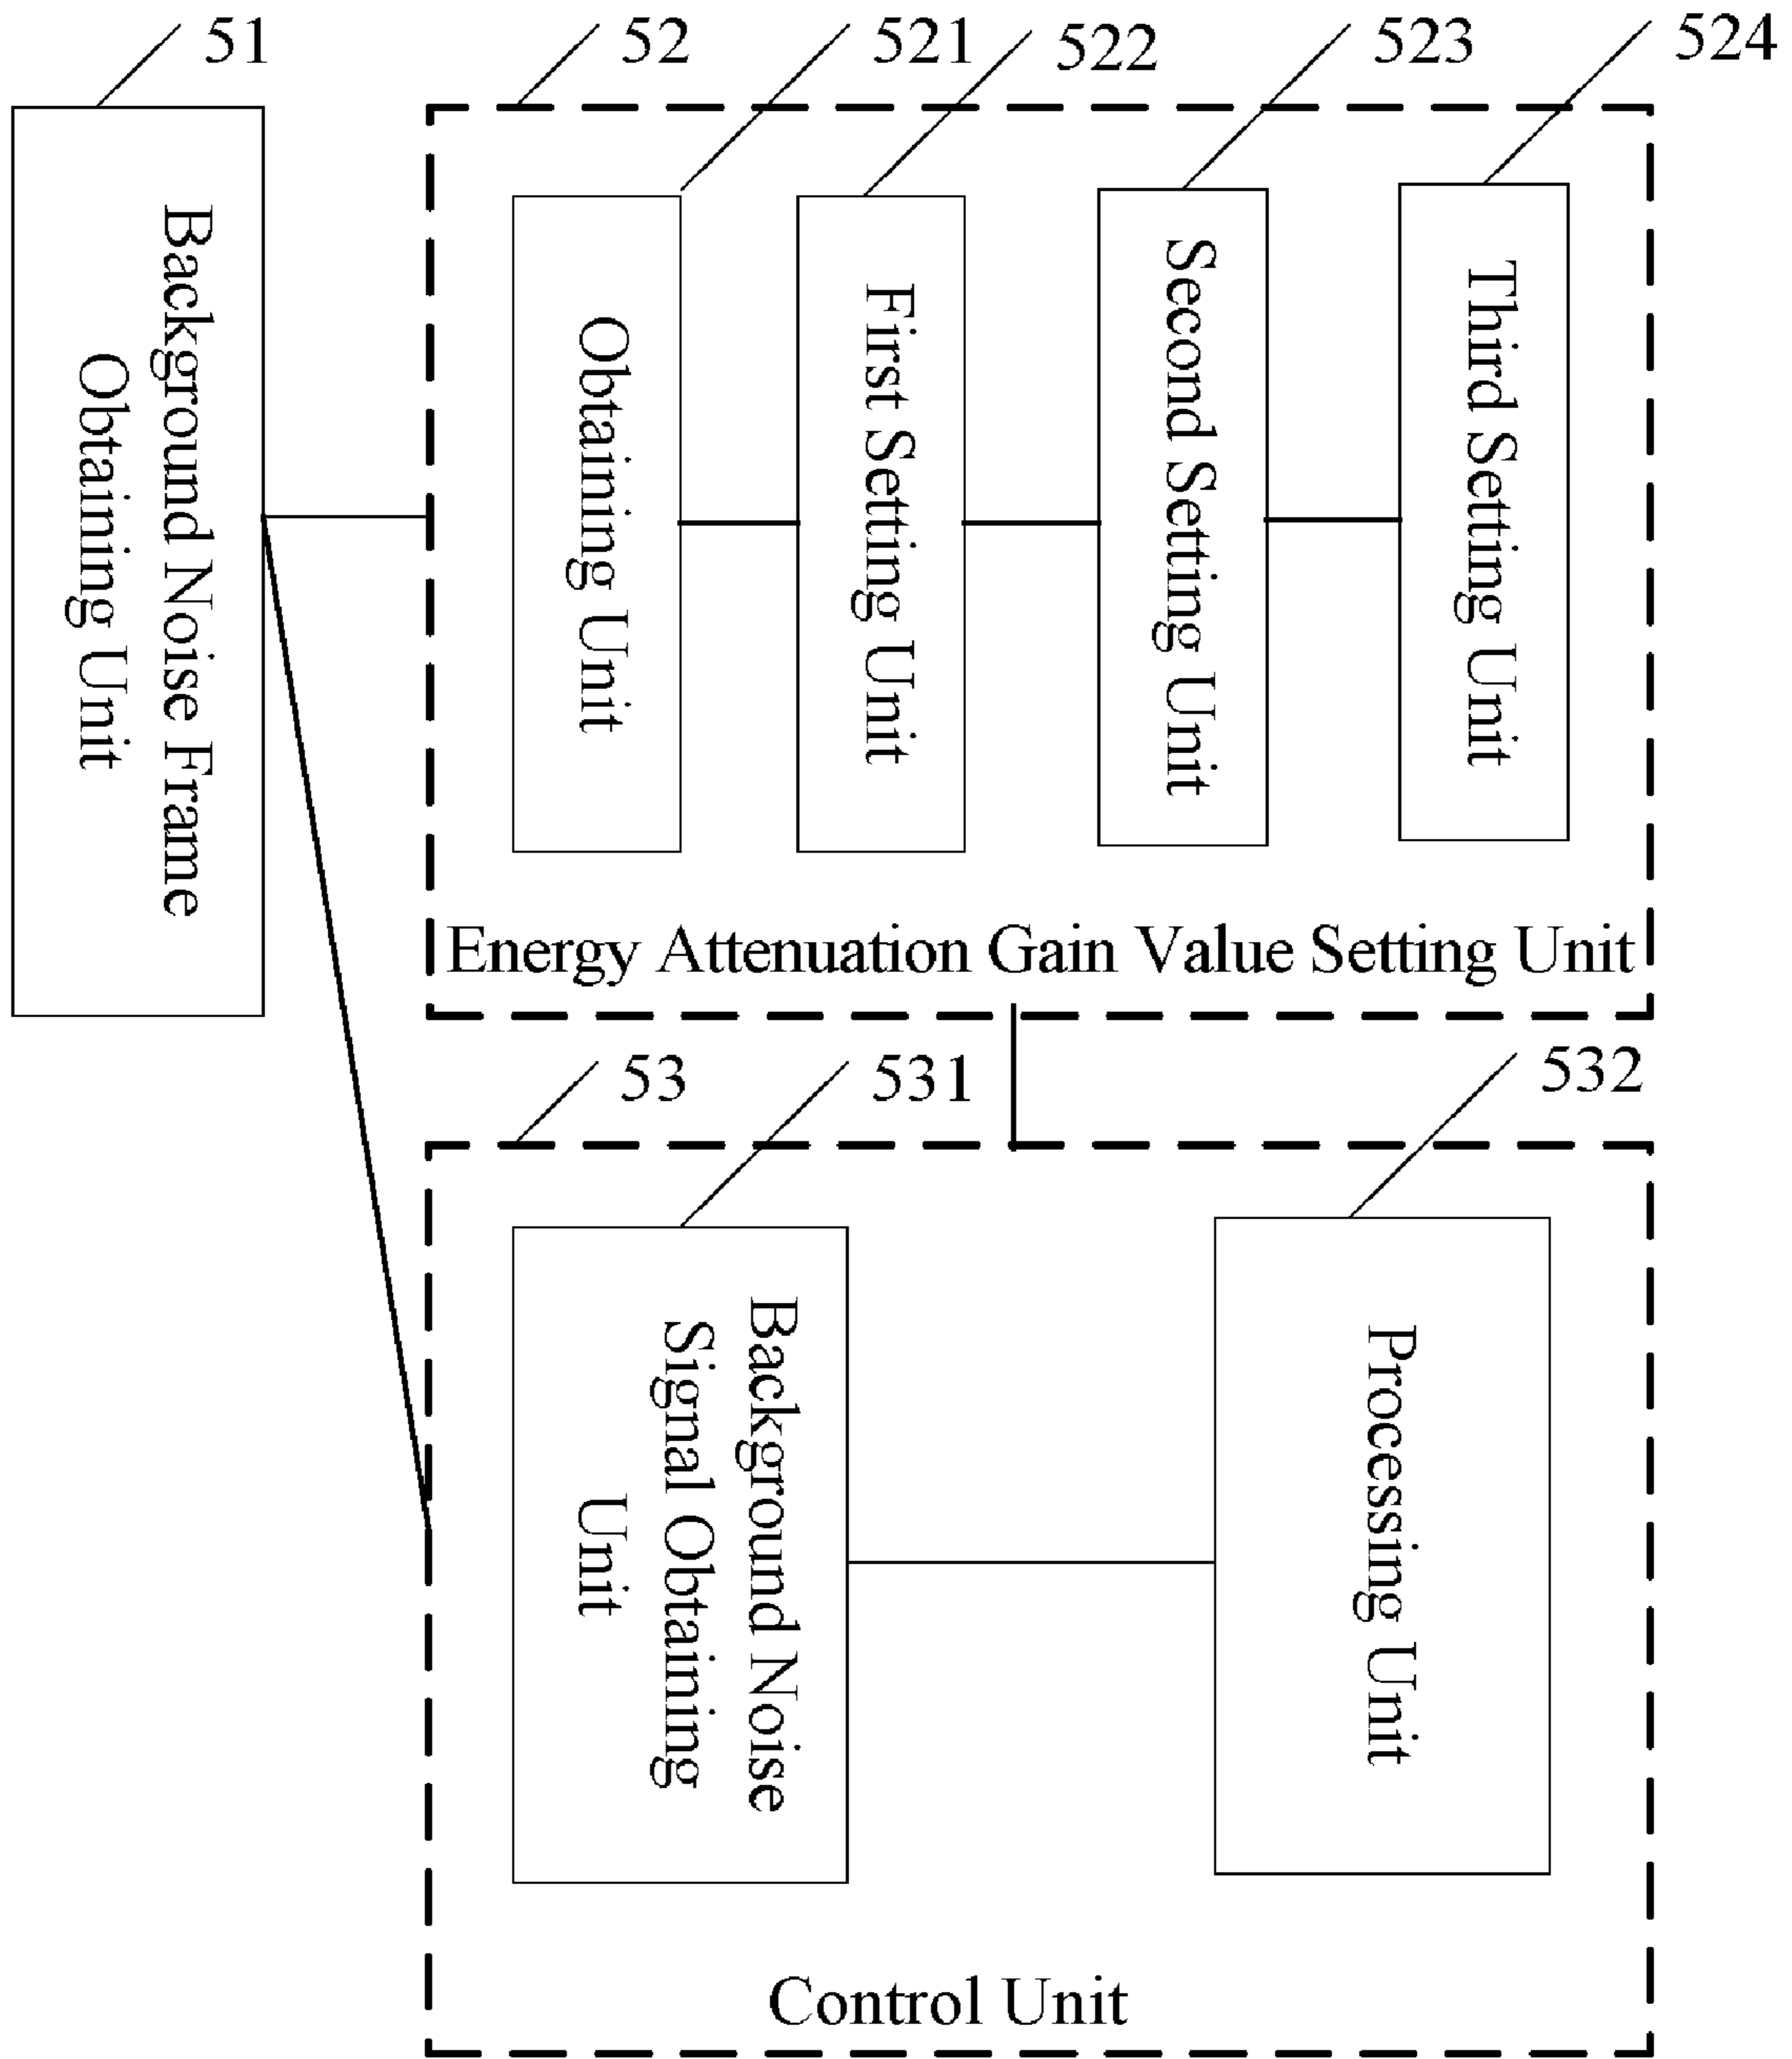 51
52
521
522
523
524
Background Noise Frame
Obtaining Unit
Obtaining Unit
First Setting Unit
Second Setting Unit
Third Setting Unit
Energy Attenuation Gain Value Setting Unit
53
531
532
Background Noise
Signal Obtaining
Unit
Processing Unit
Control Unit